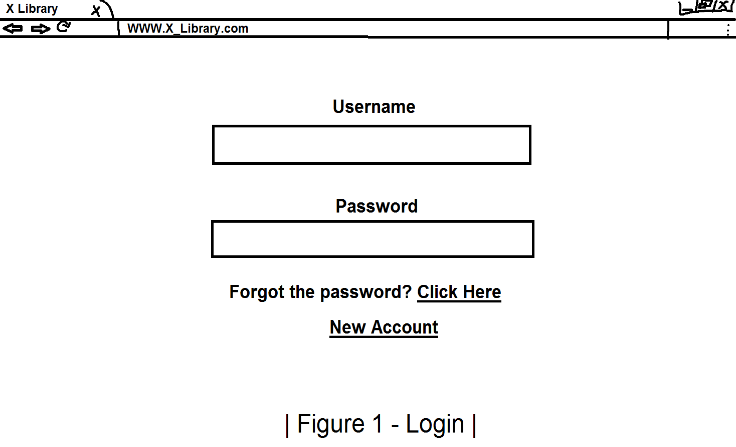 X Library X
WWW.X_Library.com
Username
Password
Forgot the password? Click Here
New Account
| Figure 1 - Login |